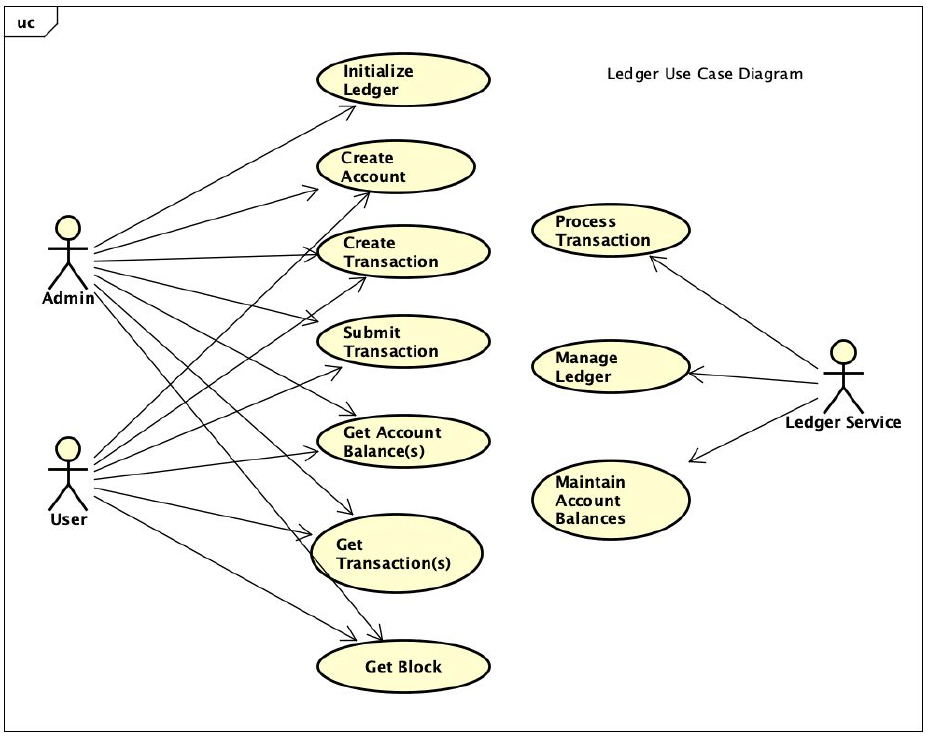 uc
Ledger Use Case Diagram
Initialize
Ledger
Create
Account
Create
Transaction
Submit
Transaction
Get Account
Balance(s)
Get
Transaction(s)
Get Block
Admin
User
Process
Transaction
Manage
Ledger
Maintain
Account
Balances
Ledger Service